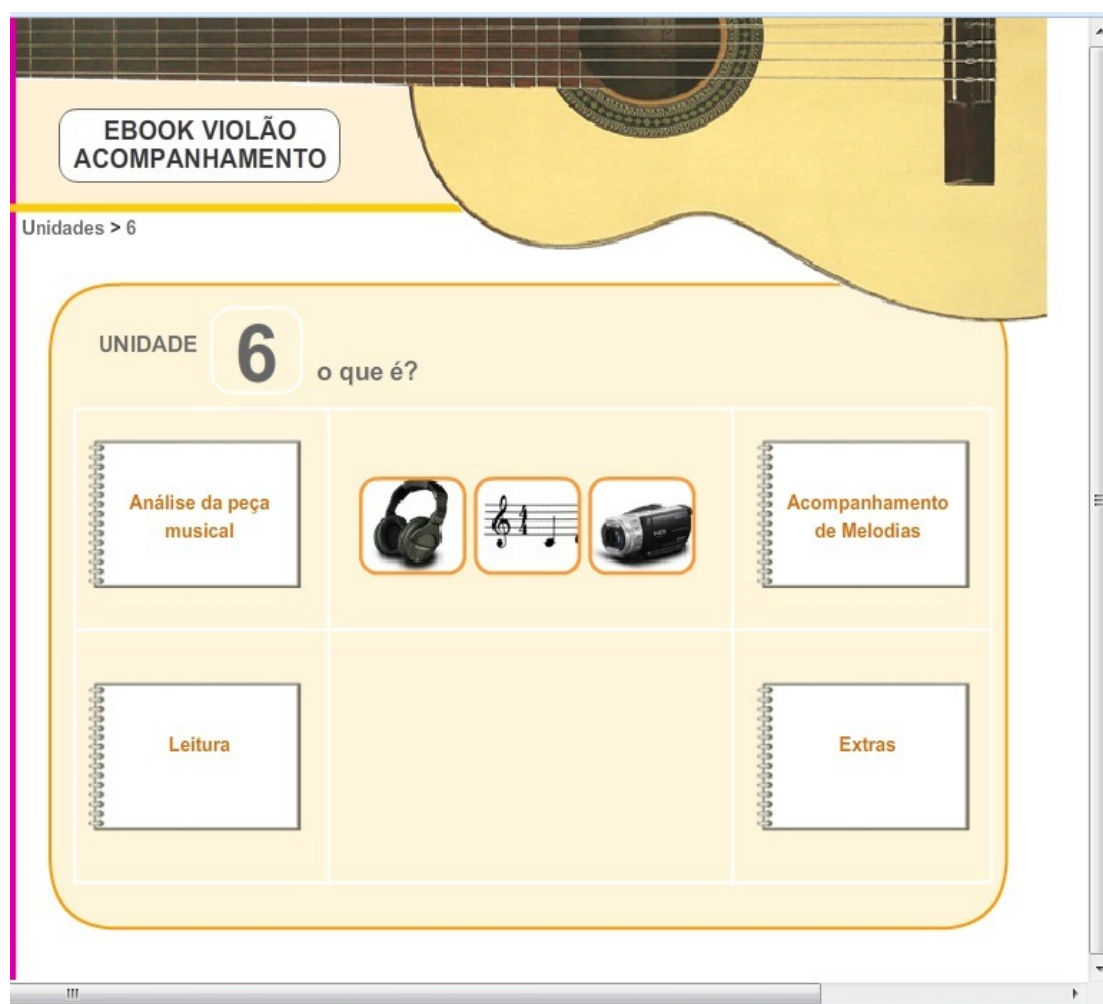 EBOOK VIOLÃO
ACOMPANHAMENTO
Unidades > 6
UNIDADE 6 o que é?
Análise da peça
musical
Acompanhamento
de Melodias
Leitura
Extras